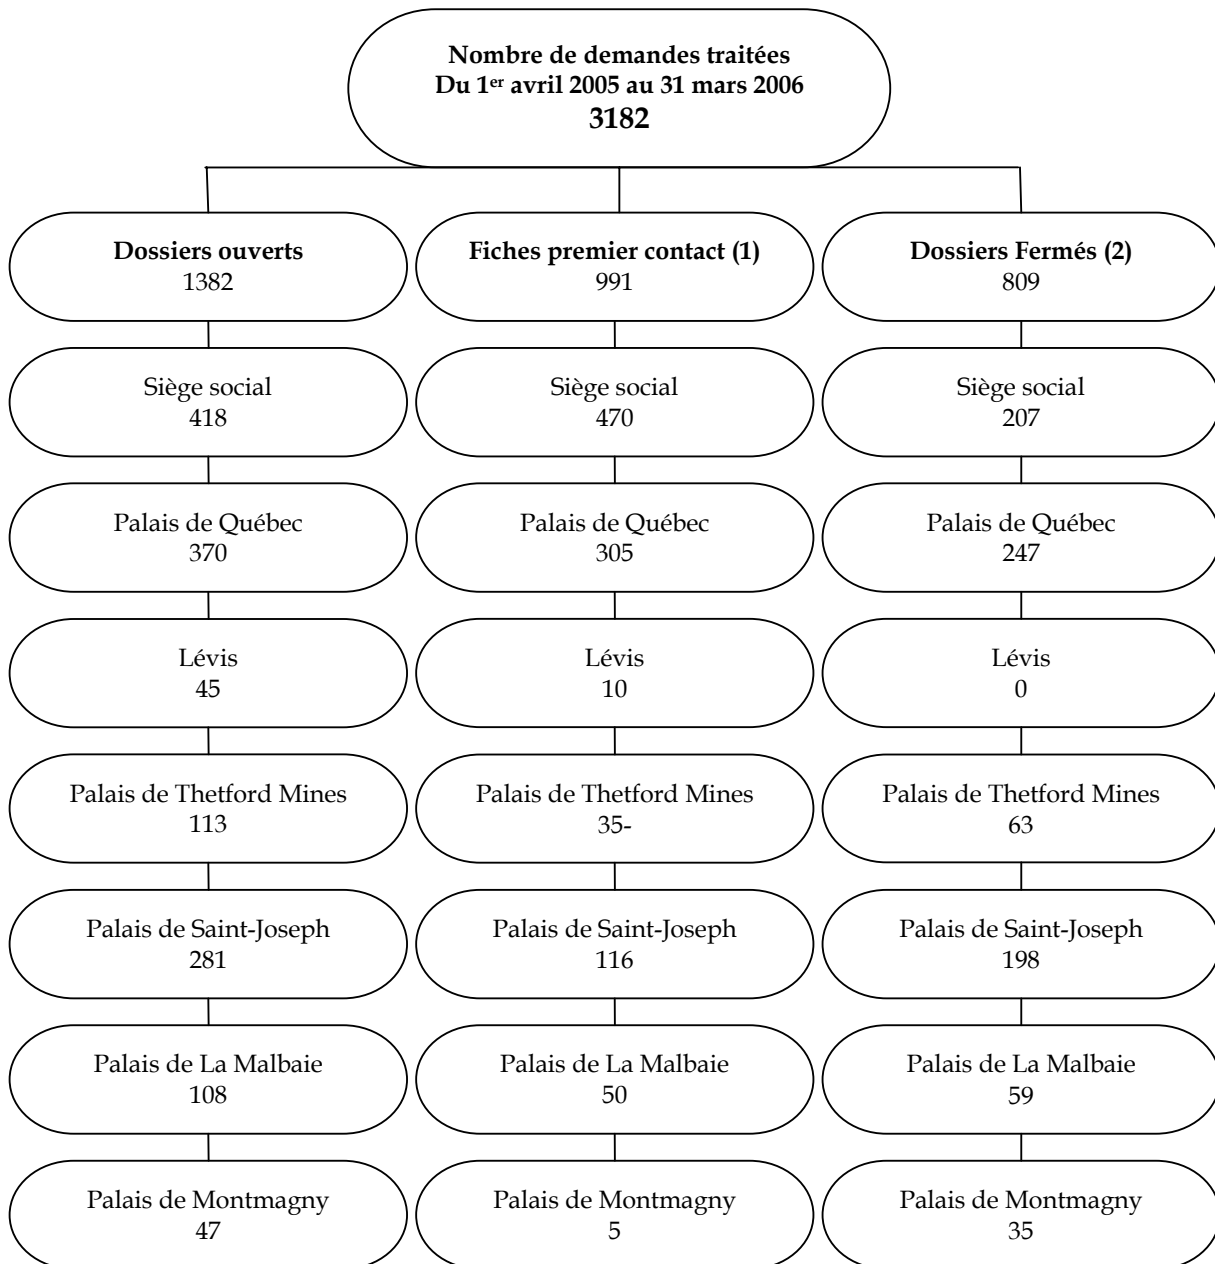 Nombre de demandes traitées
Du 1er avril 2005 au 31 mars 2006
3182
Dossiers ouverts
1382
Fiches premier contact (1)
991
Dossiers Fermés (2)
809
Siège social
418
Siège social
470
Siège social
207
Palais de Québec
370
Palais de Québec
305
Palais de Québec
247
Lévis
45
Lévis
10
Lévis
0
Palais de Thetford Mines
113
Palais de Thetford Mines
35-
Palais de Thetford Mines
63
Palais de Saint-Joseph
281
Palais de Saint-Joseph
116
Palais de Saint-Joseph
198
Palais de La Malbaie
108
Palais de La Malbaie
50
Palais de La Malbaie
59
Palais de Montmagny
47
Palais de Montmagny
5
Palais de Montmagny
35